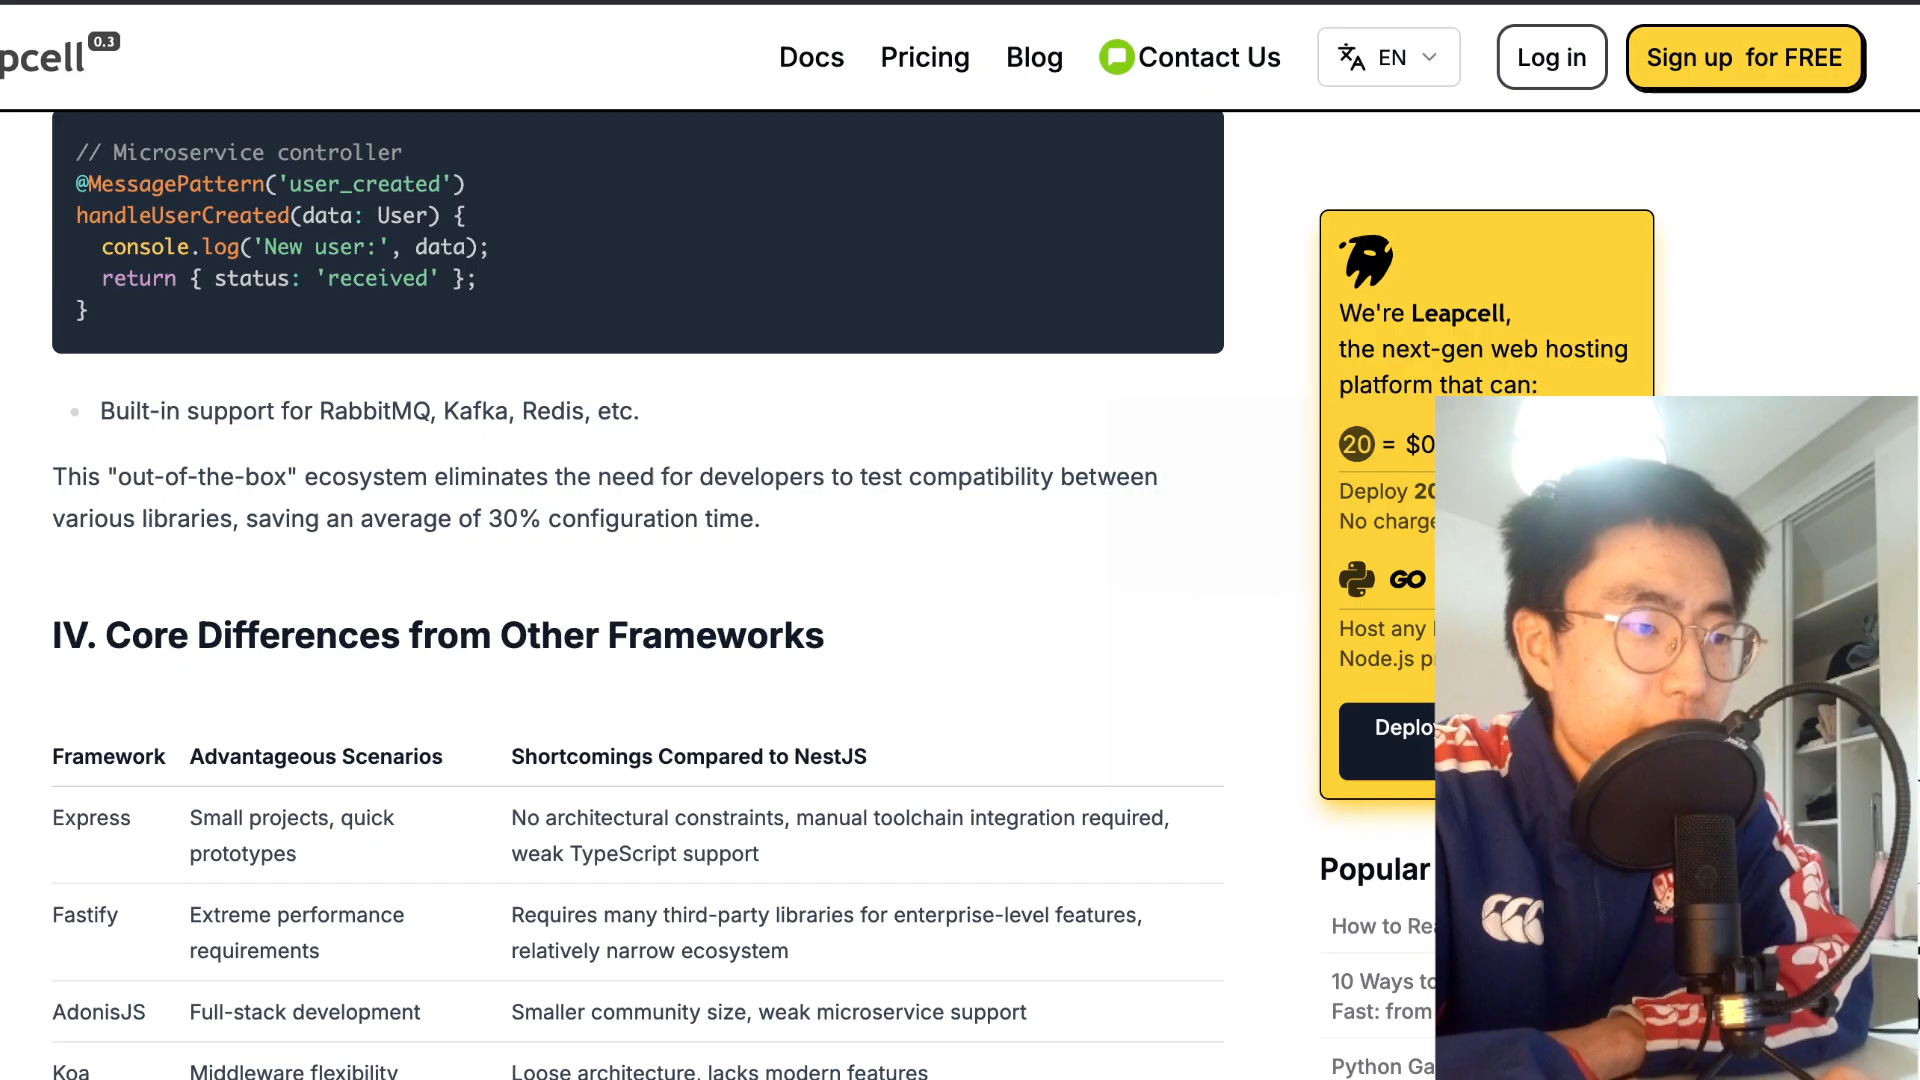 pcell 0.3
Docs
Pricing
Blog
Contact Us
EN
Log in
Sign up for FREE
// Microservice controller
@MessagePattern('user_created')
handleUserCreated(data: User) {
console.log('New user:', data);
return { status: 'received' };
}
Built-in support for RabbitMQ, Kafka, Redis, etc.
This "out-of-the-box" ecosystem eliminates the need for developers to test compatibility between
various libraries, saving an average of 30% configuration time.
IV. Core Differences from Other Frameworks
Framework Advantageous Scenarios Shortcomings Compared to NestJS
Express Small projects, quick prototypes No architectural constraints, manual toolchain integration required, weak TypeScript support
Fastify Extreme performance requirements Requires many third-party libraries for enterprise-level features, relatively narrow ecosystem
AdonisJS Full-stack development Smaller community size, weak microservice support
Koa Middleware flexibility Loose architecture, lacks modern features
We're Leapcell,
the next-gen web hosting
platform that can:
20 = $0
Deploy 20
No charge
GO
Host any
Node.js p
Deplo
Popular
How to Rea
10 Ways to
Fast: from
Python Ga